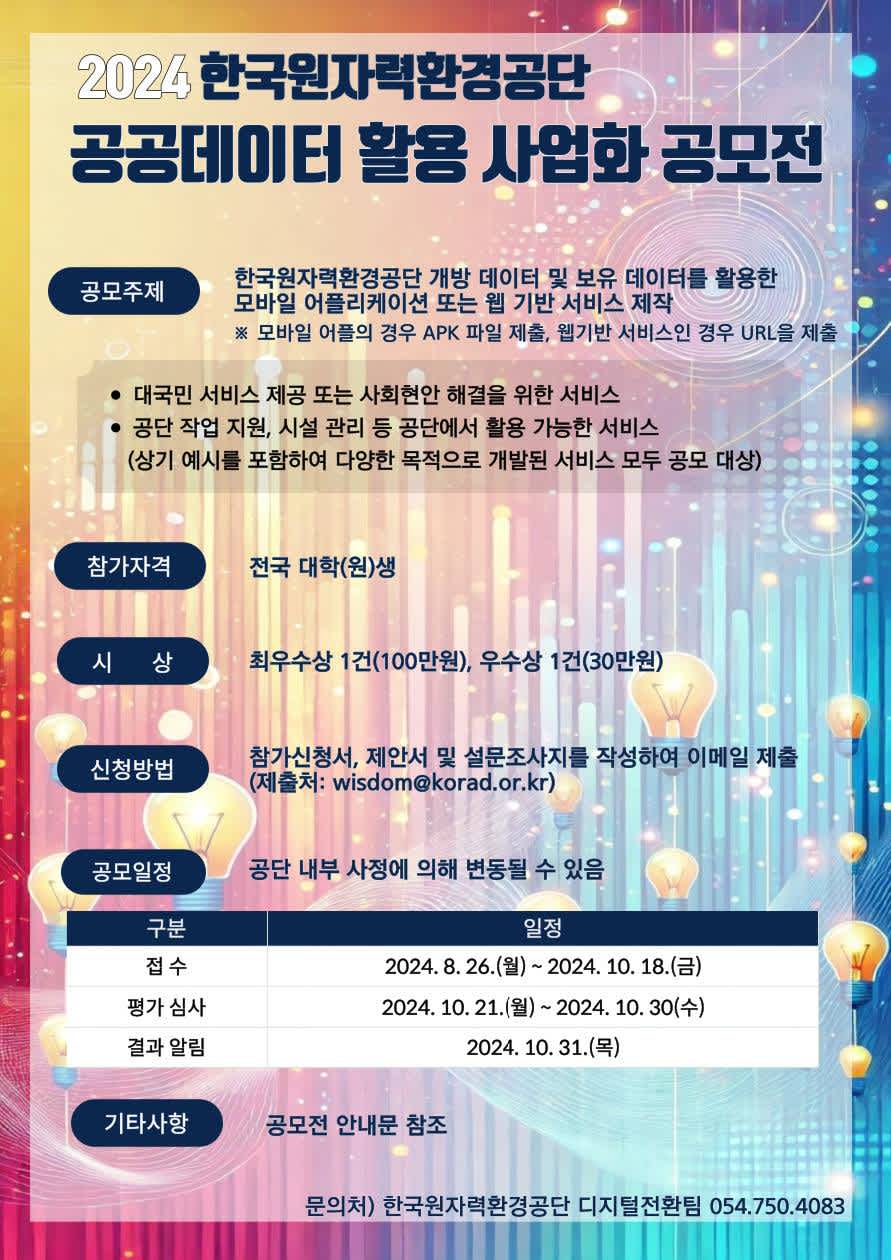 2024 한국원자력환경공단
공공데이터 활용 사업화 공모전
공모주제
한국원자력환경공단 개방 데이터 및 보유 데이터를 활용한
모바일 어플리케이션 또는 웹 기반 서비스 제작
※ 모바일 어플의 경우 APK 파일 제출, 웹기반 서비스인 경우 URL을 제출
● 대국민 서비스 제공 또는 사회현안 해결을 위한 서비스
● 공단 작업 지원, 시설 관리 등 공단에서 활용 가능한 서비스
(상기 예시를 포함하여 다양한 목적으로 개발된 서비스 모두 공모 대상)
참가자격 전국 대학(원)생
시 상 최우수상 1건(100만원), 우수상 1건(30만원)
신청방법
참가신청서, 제안서 및 설문조사지를 작성하여 이메일 제출
(제출처: wisdom@korad.or.kr)
공모일정 공단 내부 사정에 의해 변동될 수 있음
구분 일정
접 수 2024. 8. 26.(월) ~ 2024. 10. 18.(금)
평가 심사 2024. 10. 21.(월) ~ 2024. 10. 30(수)
결과 알림 2024. 10. 31.(목)
기타사항 공모전 안내문 참조
문의처) 한국원자력환경공단 디지털전환팀 054.750.4083